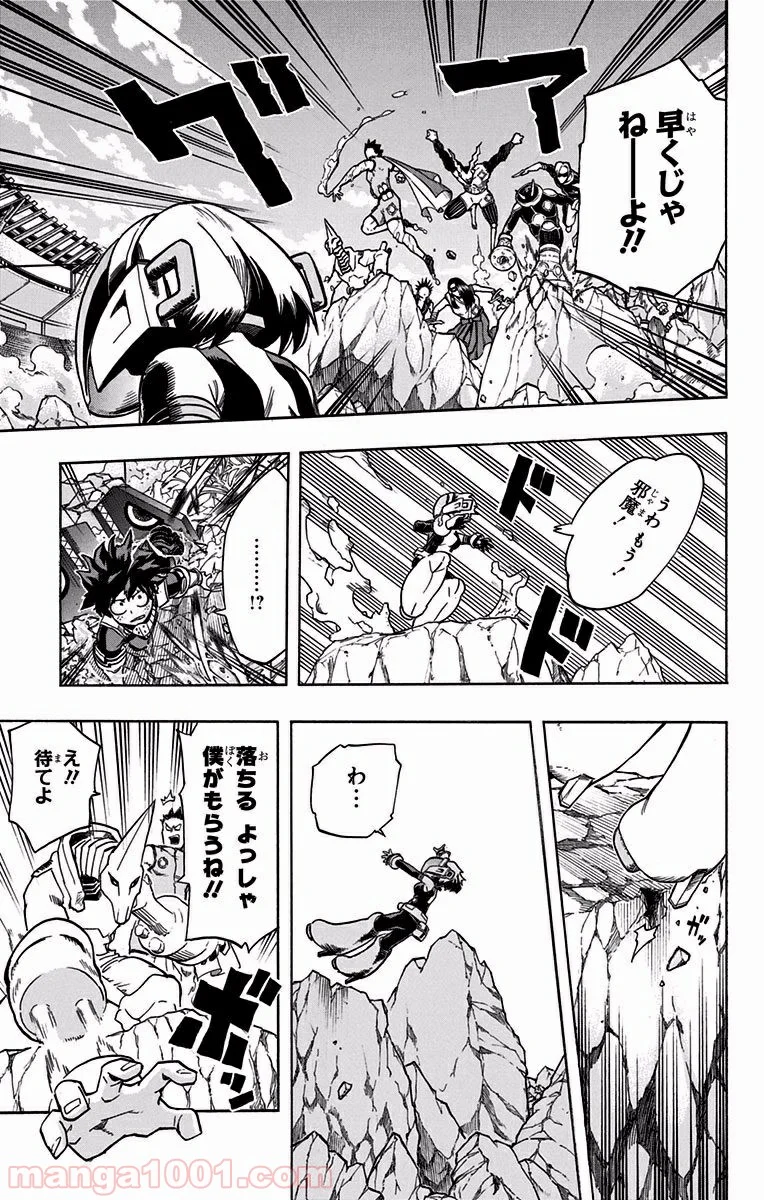 早くじゃ
ねーよ!!
アァ
グ
うわ もう!
邪魔!
ドド
………!?
ガッ
わ…
落ちる よっしゃ
僕がもらうね!!
え!!
待てよ
ボッ
manga1001.com